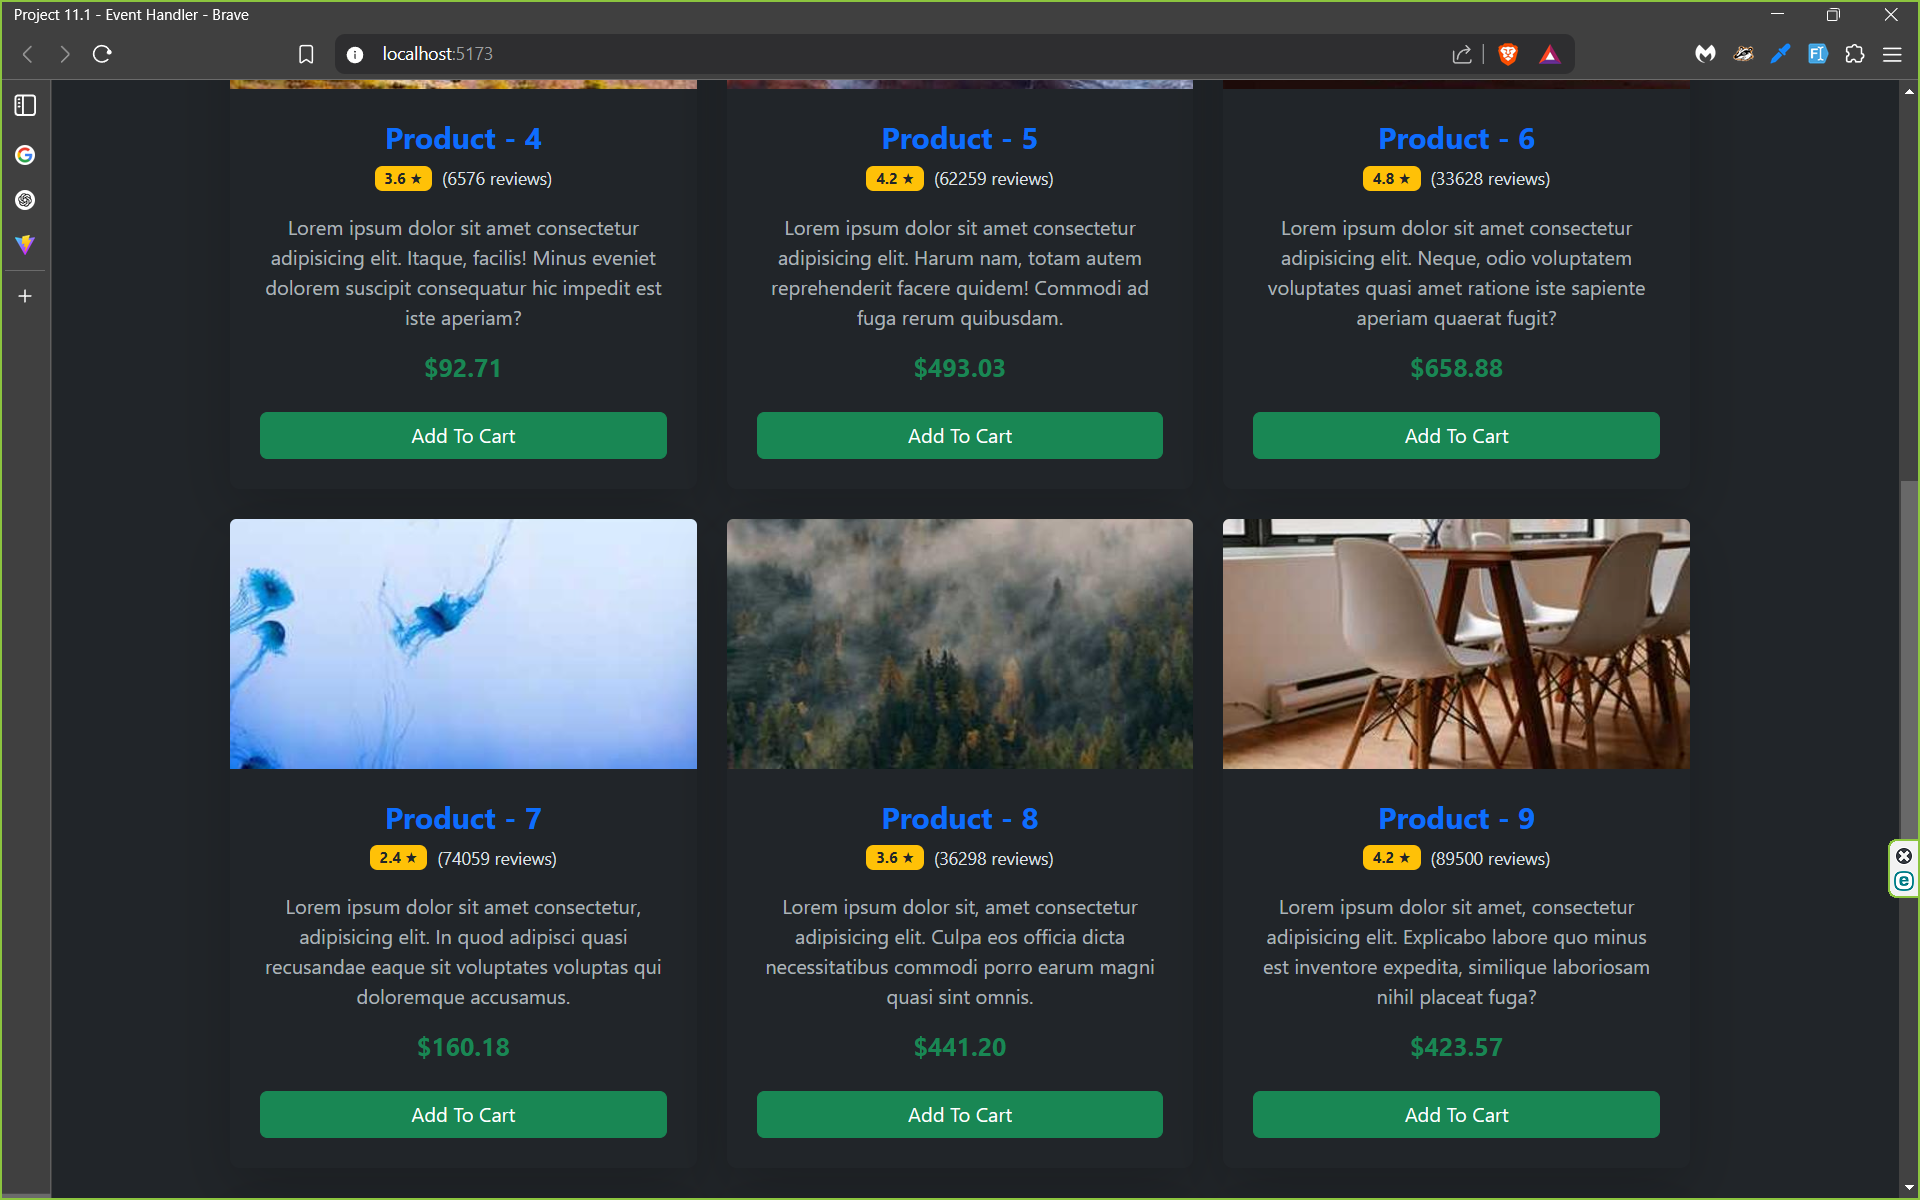 Project 11.1 - Event Handler - Brave
localhost:5173
Product - 4
3.6 ★ (6576 reviews)
Lorem ipsum dolor sit amet consectetur
adipisicing elit. Itaque, facilis! Minus eveniet
dolorem suscipit consequatur hic impedit est
iste aperiam?
$92.71
Add To Cart
Product - 5
4.2 ★ (62259 reviews)
Lorem ipsum dolor sit amet consectetur
adipisicing elit. Harum nam, totam autem
reprehenderit facere quidem! Commodi ad
fuga rerum quibusdam.
$493.03
Add To Cart
Product - 6
4.8 ★ (33628 reviews)
Lorem ipsum dolor sit amet consectetur
adipisicing elit. Neque, odio voluptatem
voluptates quasi amet ratione iste sapiente
aperiam quaerat fugit?
$658.88
Add To Cart
Product - 7
2.4 ★ (74059 reviews)
Lorem ipsum dolor sit amet consectetur,
adipisicing elit. In quod adipisci quasi
recusandae eaque sit voluptates voluptas qui
doloremque accusamus.
$160.18
Add To Cart
Product - 8
3.6 ★ (36298 reviews)
Lorem ipsum dolor sit, amet consectetur
adipisicing elit. Culpa eos officia dicta
necessitatibus commodi porro earum magni
quasi sint omnis.
$441.20
Add To Cart
Product - 9
4.2 ★ (89500 reviews)
Lorem ipsum dolor sit amet, consectetur
adipisicing elit. Explicabo labore quo minus
est inventore expedita, similique laboriosam
nihil placeat fuga?
$423.57
Add To Cart